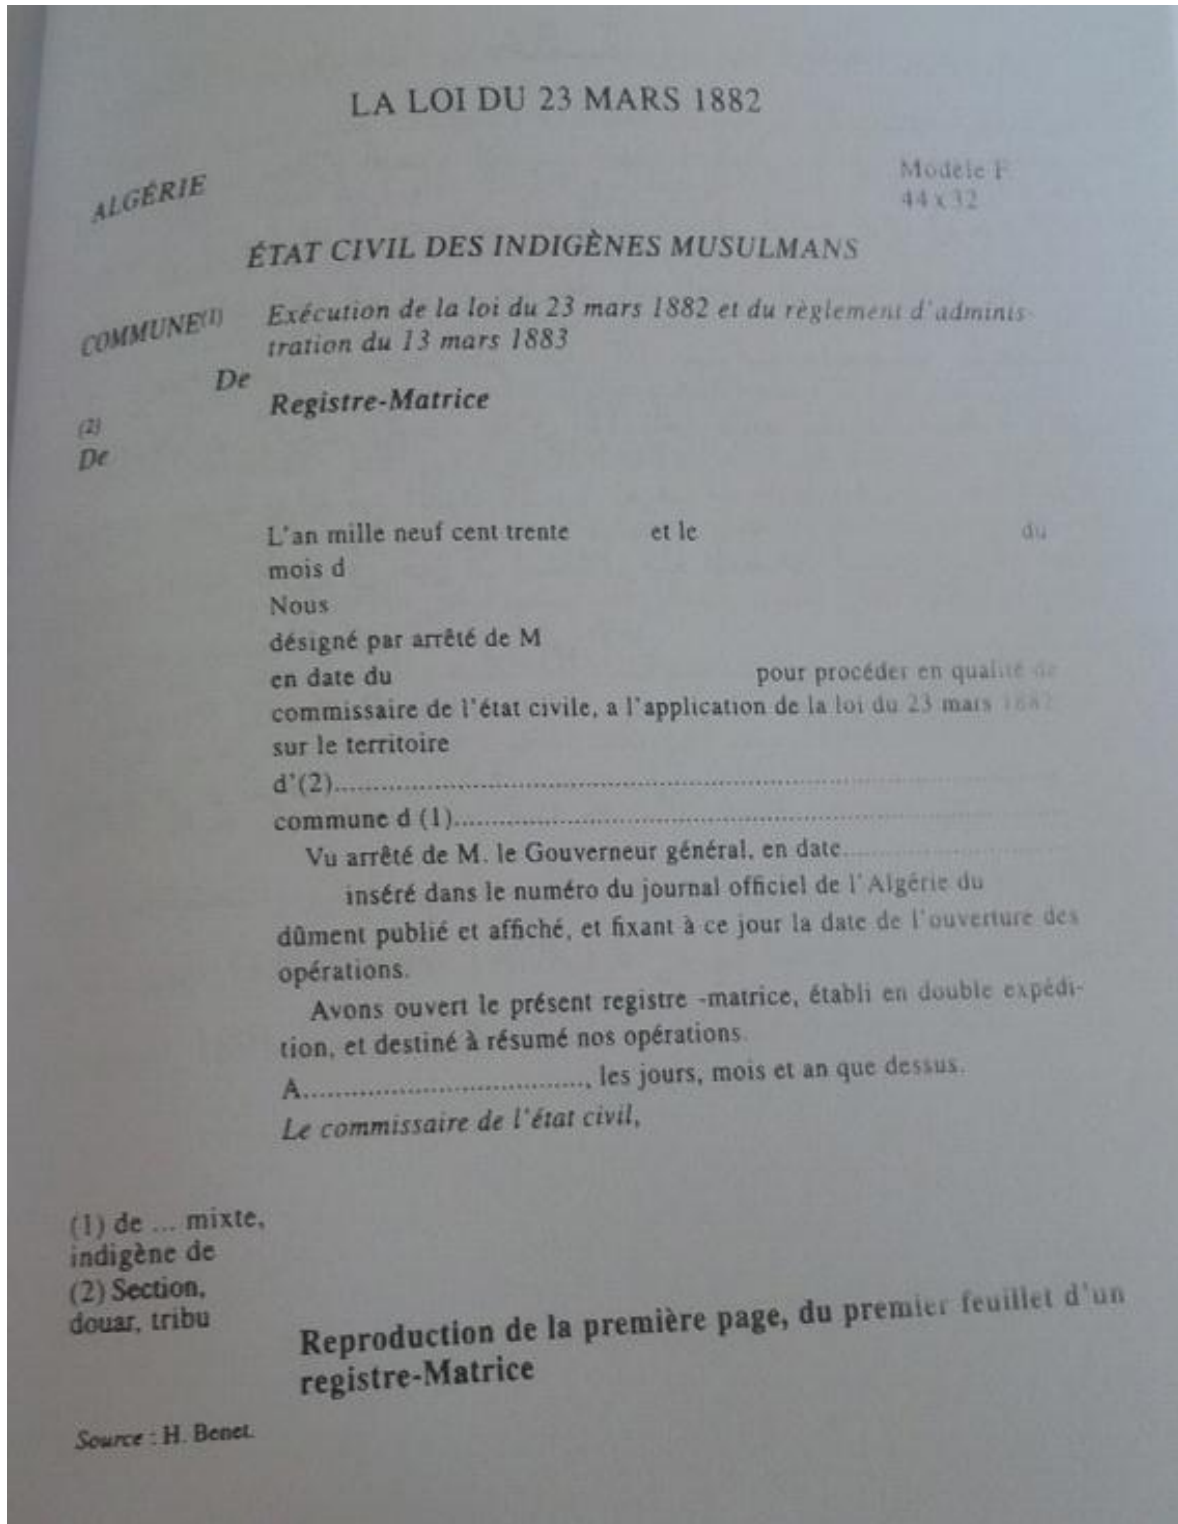 LA LOI DU 23 MARS 1882
ALGÉRIE
Modèle F
44 x 32
ÉTAT CIVIL DES INDIGÈNES MUSULMANS
COMMUNE(1)
Exécution de la loi du 23 mars 1882 et du règlement d'adminis-
tration du 13 mars 1883
De
Registre-Matrice
(2)
De
L'an mille neuf cent trente et le du
mois d
Nous
désigné par arrêté de M
en date du pour procéder en qualité de
commissaire de l'état civile, a l'application de la loi du 23 mars 1882
sur le territoire
d'(2)..............................................................................
commune d (1)..............................................................
Vu arrêté de M. le Gouverneur général, en date......................
inséré dans le numéro du journal officiel de l'Algérie du
dûment publié et affiché, et fixant à ce jour la date de l'ouverture des
opérations.
Avons ouvert le présent registre -matrice, établi en double expédi-
tion, et destiné à résumé nos opérations.
A..................................., les jours, mois et an que dessus.
Le commissaire de l'état civil,
(1) de ... mixte,
indigène de
(2) Section,
douar, tribu
Reproduction de la première page, du premier feuillet d'un
registre-Matrice
Source : H. Benet.